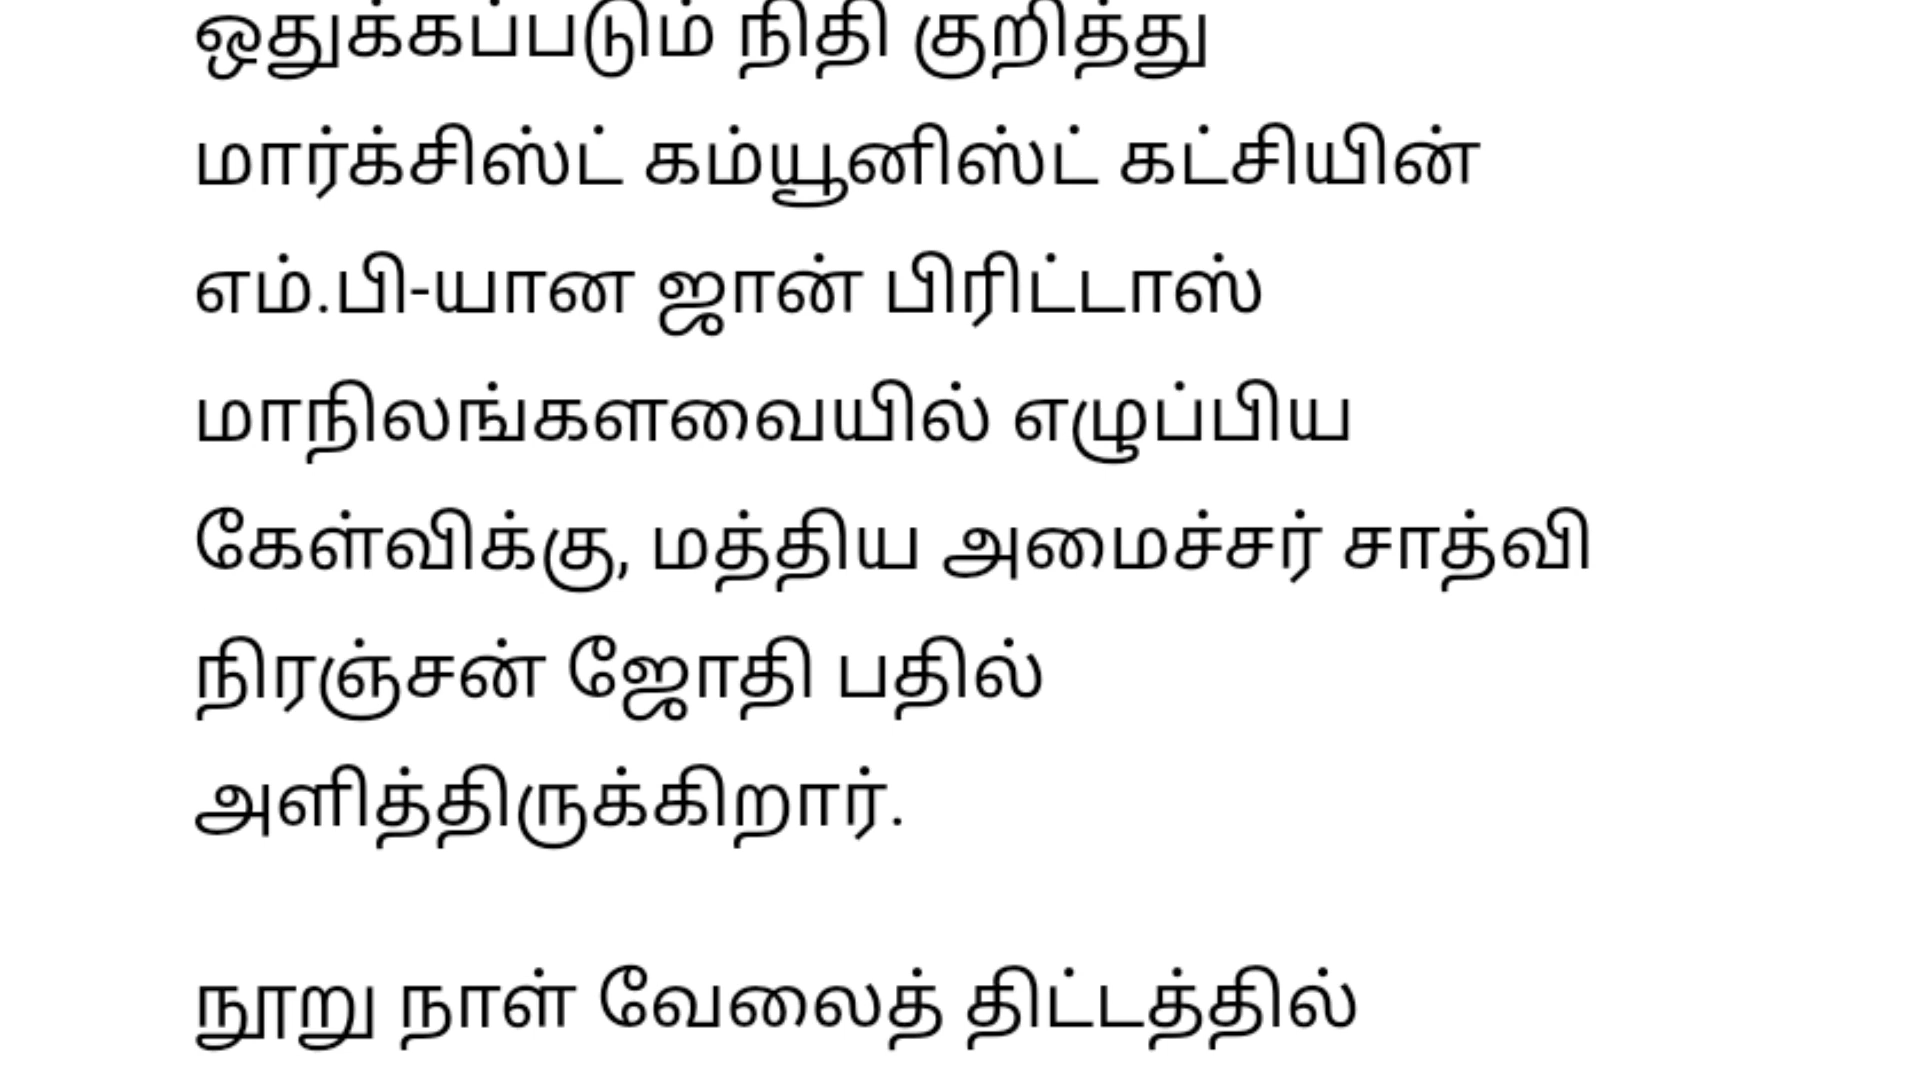 ஒதுக்கப்படும் நிதி குறித்து
மார்க்சிஸ்ட் கம்யூனிஸ்ட் கட்சியின்
எம்.பி-யான ஜான் பிரிட்டாஸ்
மாநிலங்களவையில் எழுப்பிய
கேள்விக்கு, மத்திய அமைச்சர் சாத்வி
நிரஞ்சன் ஜோதி பதில்
அளித்திருக்கிறார்.
நூறு நாள் வேலைத் திட்டத்தில்